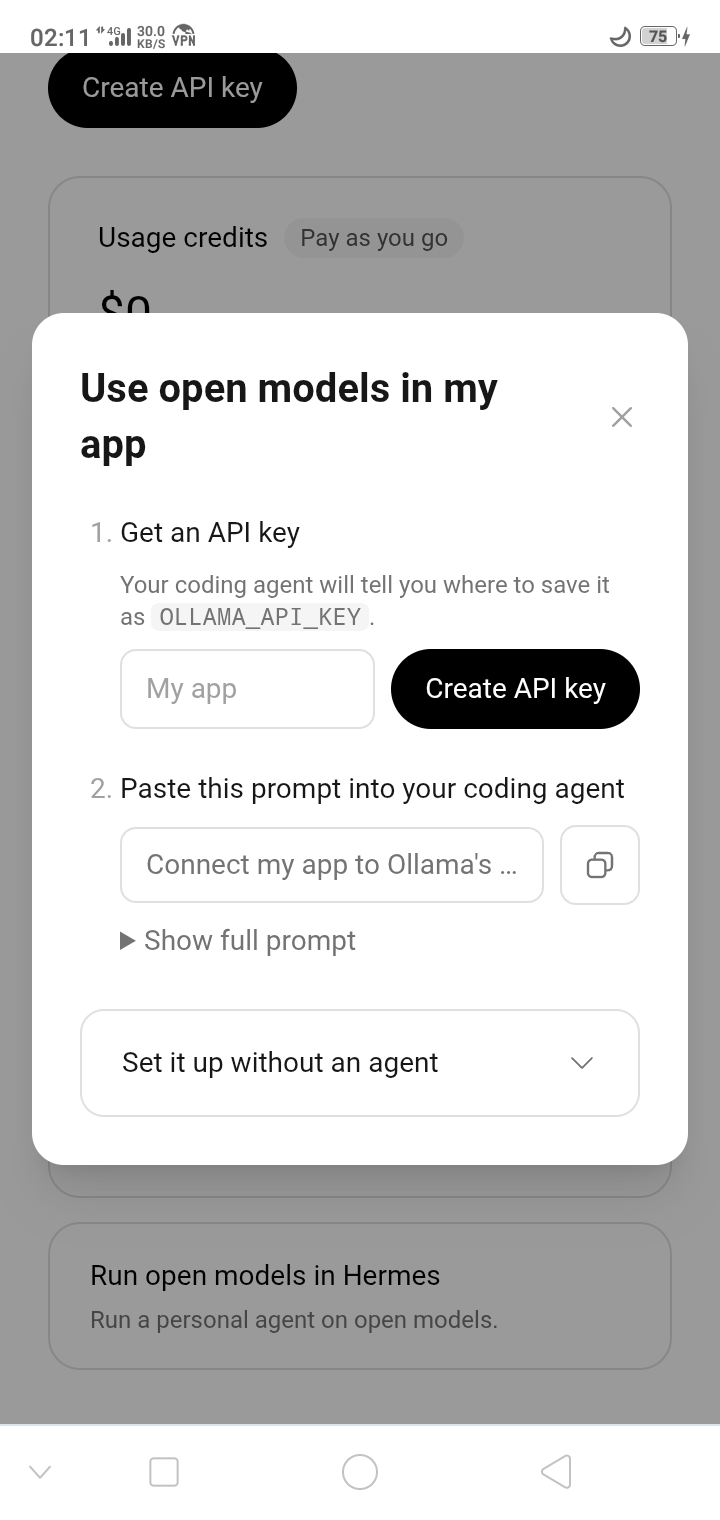 02:11 4G 30.0 KB/S VPN 75
Create API key
Usage credits Pay as you go
$0
Use open models in my
app
1. Get an API key
Your coding agent will tell you where to save it
as OLLAMA_API_KEY.
My app Create API key
2. Paste this prompt into your coding agent
Connect my app to Ollama's ...
Show full prompt
Set it up without an agent
Run open models in Hermes
Run a personal agent on open models.